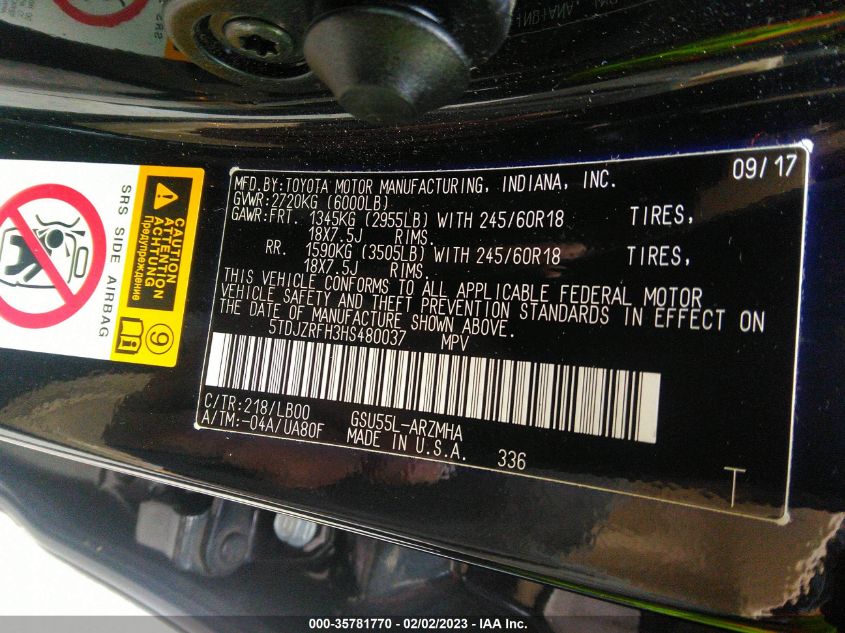 09/17
MFD.BY:TOYOTA MOTOR MANUFACTURING, INDIANA, INC.
GVWR:2720KG (6000LB)
GAWR:FRT. 1345KG (2955LB) WITH 245/60R18 TIRES,
18X7.5J RIMS.
RR. 1590KG (3505LB) WITH 245/60R18 TIRES,
18X7.5J RIMS.
THIS VEHICLE CONFORMS TO ALL APPLICABLE FEDERAL MOTOR
VEHICLE SAFETY AND THEFT PREVENTION STANDARDS IN EFFECT ON
THE DATE OF MANUFACTURE SHOWN ABOVE.
5TDJZRFH3HS480037 MPV
C/TR:218/LB00 GSU55L-ARZMHA
A/TM:-04A/UA80F MADE IN U.S.A. 336
T
SRS SIDE AIRBAG
CAUTION
ATTENTION
ACHTUNG
Предупреждение
9
000-35781770 - 02/02/2023 - IAA Inc.